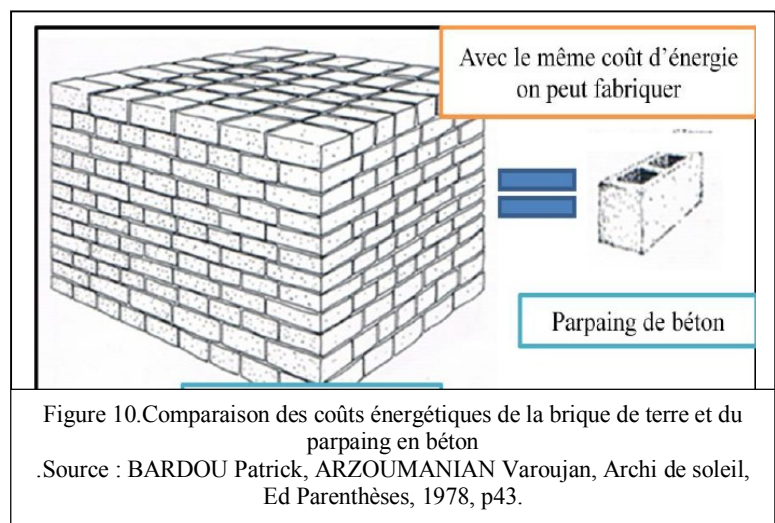 Avec le même coût d’énergie
on peut fabriquer
Parpaing de béton
Figure 10.Comparaison des coûts énergétiques de la brique de terre et du
parpaing en béton
.Source : BARDOU Patrick, ARZOUMANIAN Varoujan, Archi de soleil,
Ed Parenthèses, 1978, p43.